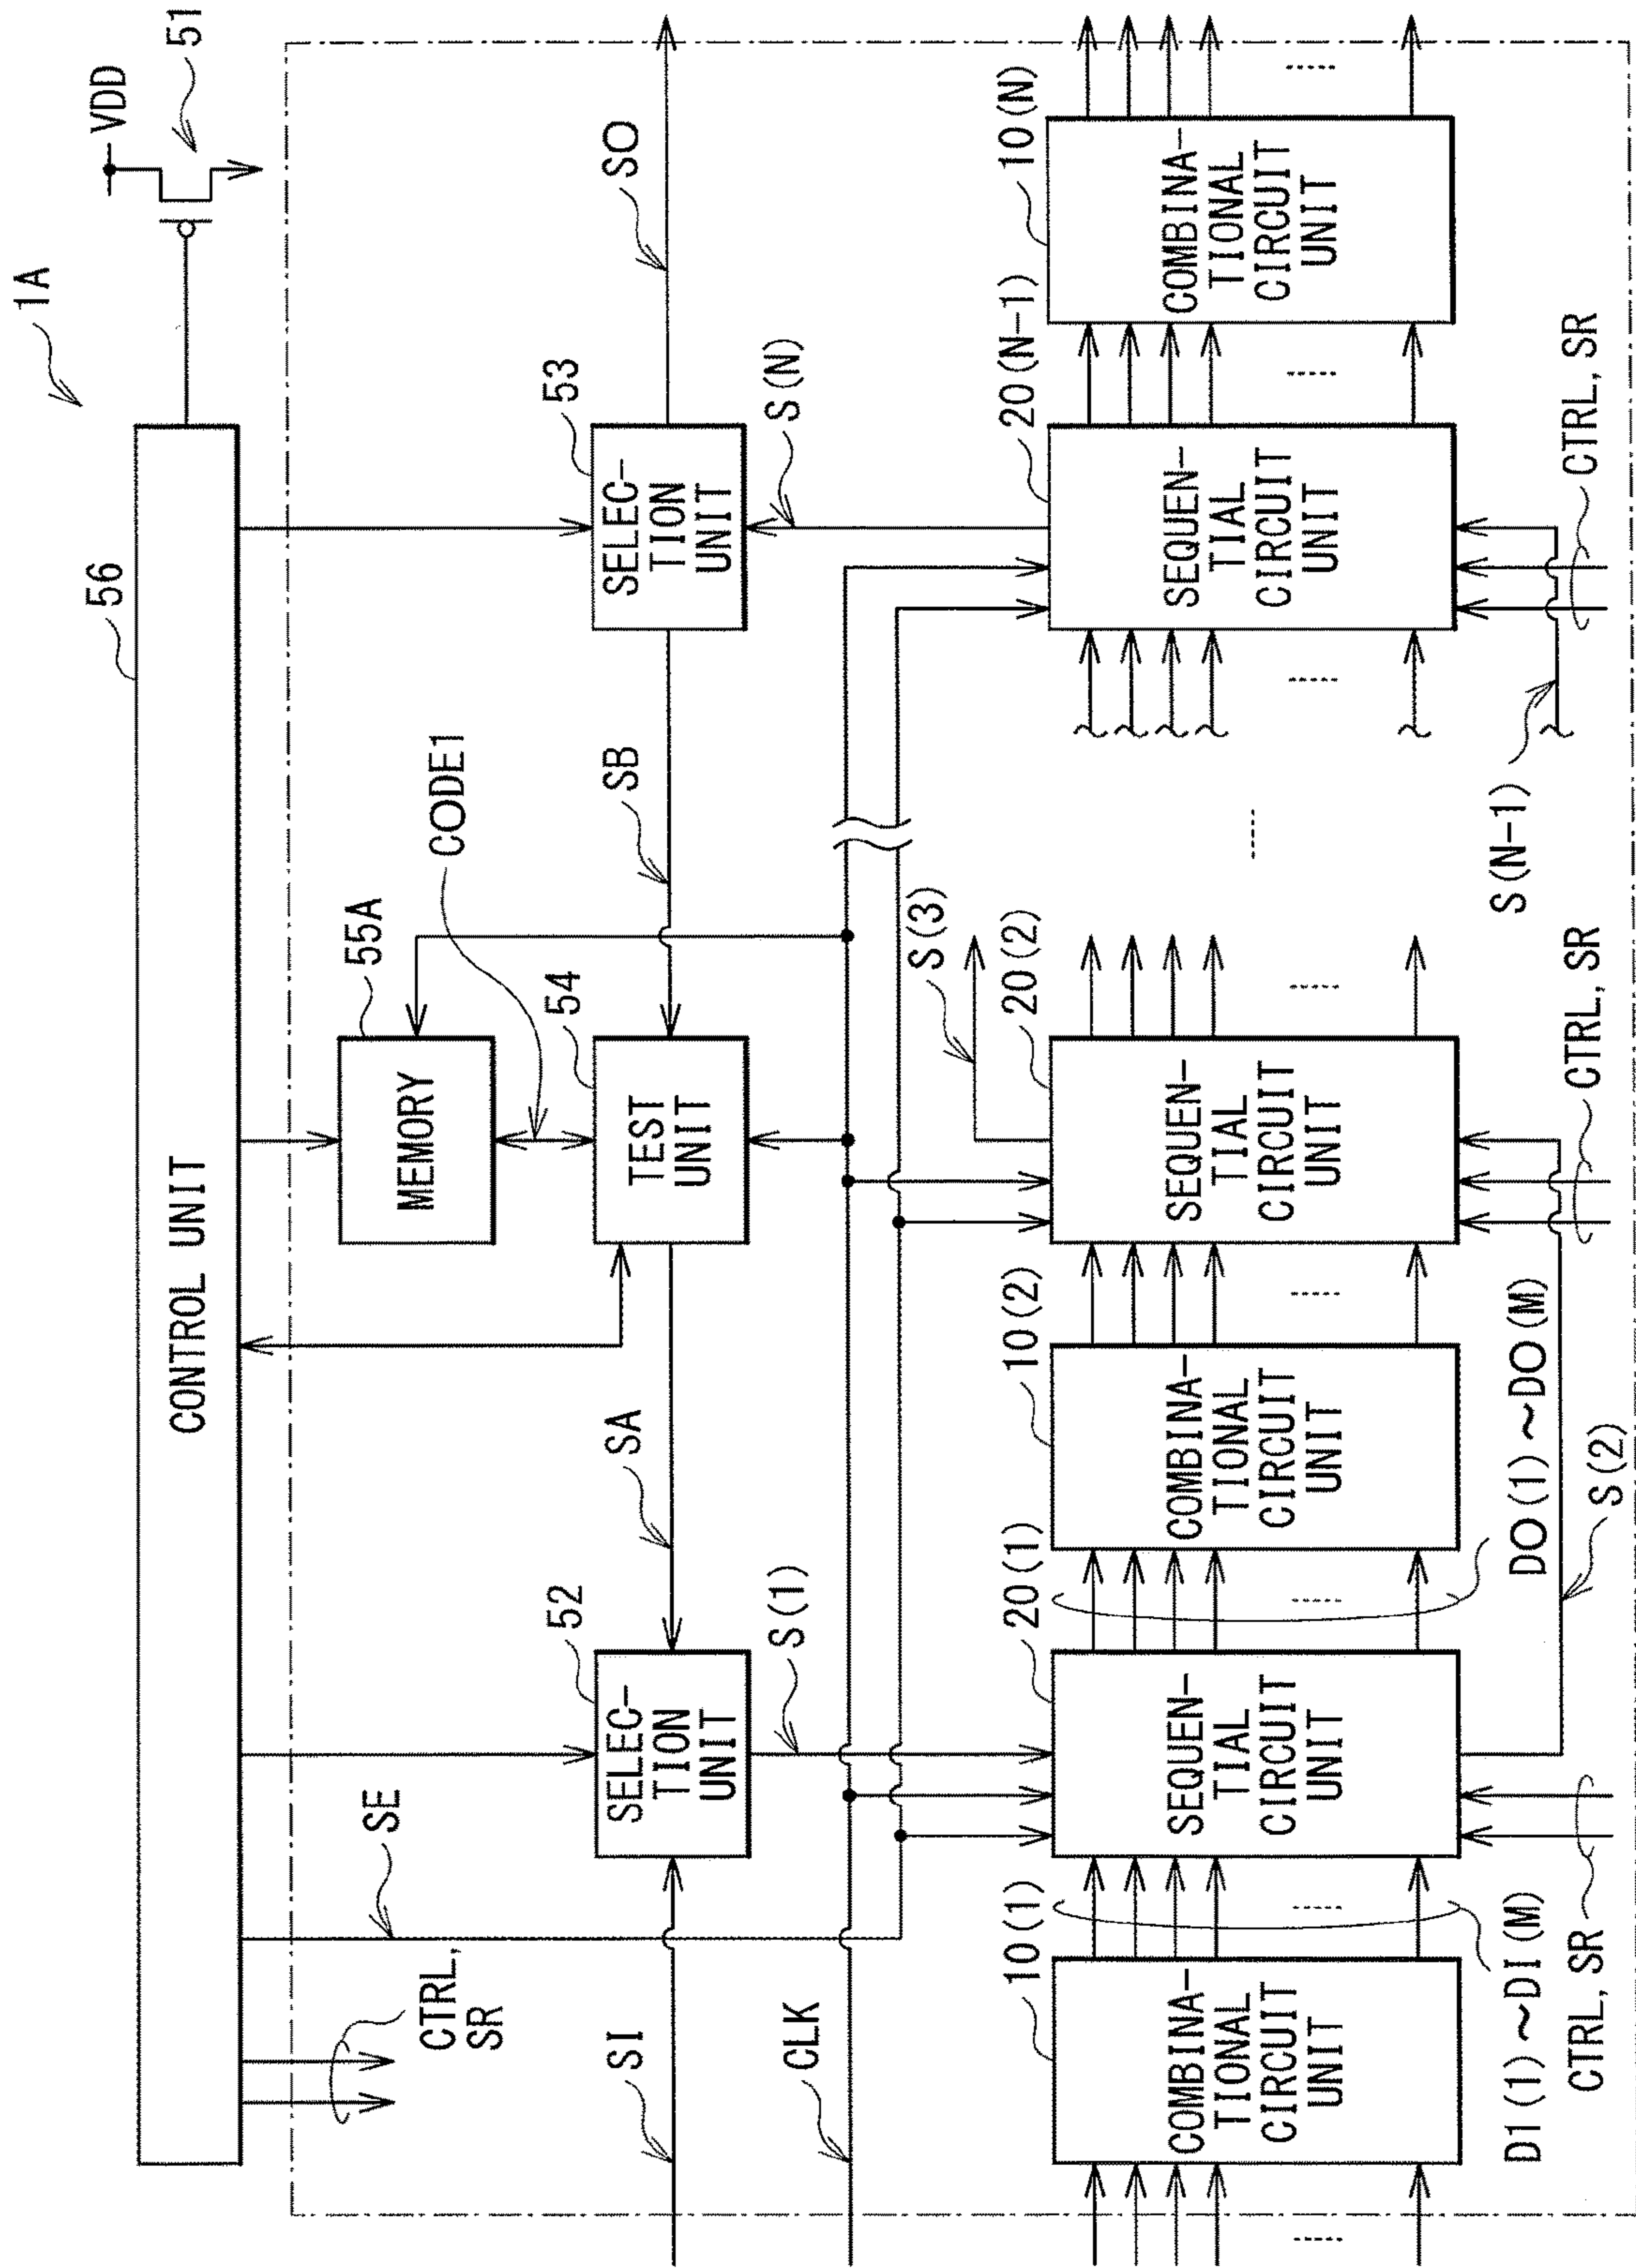 1A
56
CONTROL UNIT
VDD
51
CTRL,
SR
SE
55A
MEMORY
CODE1
52
SELEC-
TION
UNIT
SA
54
TEST
UNIT
SB
53
SELEC-
TION
UNIT
SO
SI
S(1)
CLK
S(3)
S(N)
10(1)
COMBINA-
TIONAL
CIRCUIT
UNIT
20(1)
SEQUEN-
TIAL
CIRCUIT
UNIT
10(2)
COMBINA-
TIONAL
CIRCUIT
UNIT
20(2)
SEQUEN-
TIAL
CIRCUIT
UNIT
20(N-1)
SEQUEN-
TIAL
CIRCUIT
UNIT
10(N)
COMBINA-
TIONAL
CIRCUIT
UNIT
D1(1)~DI(M)
CTRL, SR
DO(1)~DO(M)
S(2)
CTRL, SR
S(N-1)
CTRL, SR